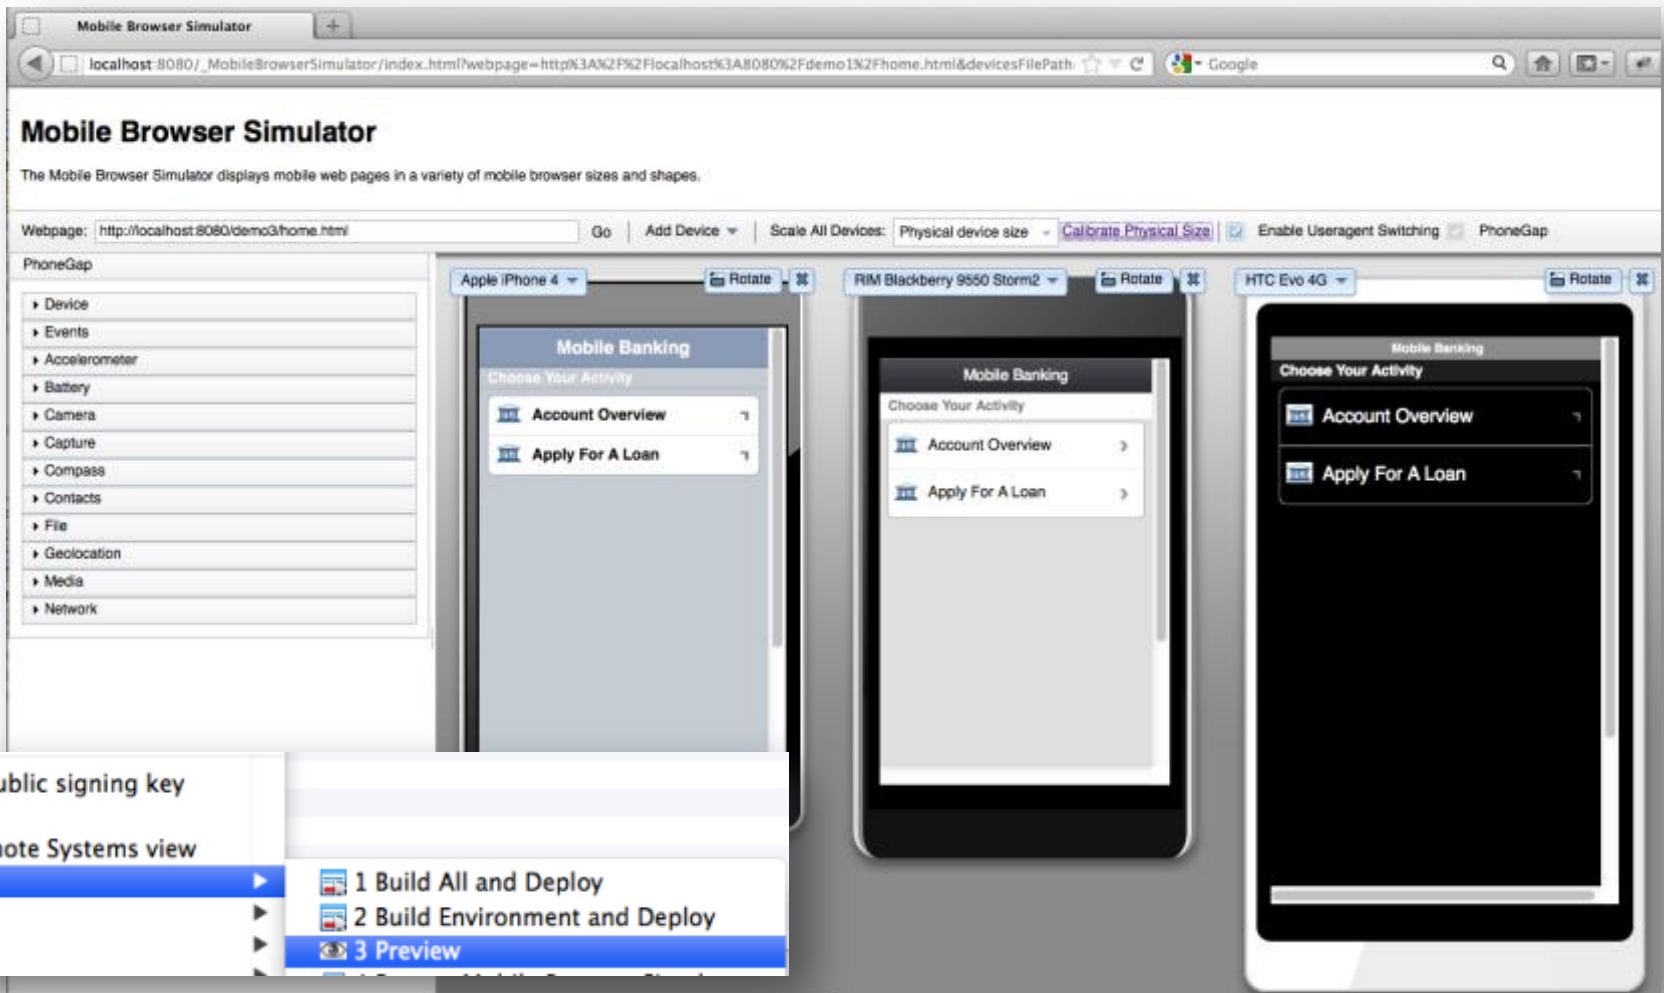 Mobile Browser Simulator
localhost:8080/_MobileBrowserSimulator/index.html?webpage=http%3A%2F%2Flocalhost%3A8080%2Fdemo1%2Fhome.html&devicesFilePath
Google
Mobile Browser Simulator
The Mobile Browser Simulator displays mobile web pages in a variety of mobile browser sizes and shapes.
Webpage: http://localhost:8080/demo3/home.html Go Add Device Scale All Devices: Physical device size Calibrate Physical Size Enable Useragent Switching PhoneGap
PhoneGap
Device
Events
Accelerometer
Battery
Camera
Capture
Compass
Contacts
File
Geolocation
Media
Network
Apple iPhone 4 Rotate
Mobile Banking
Choose Your Activity
Account Overview
Apply For A Loan
RIM Blackberry 9550 Storm2 Rotate
Mobile Banking
Choose Your Activity
Account Overview
Apply For A Loan
HTC Evo 4G Rotate
Mobile Banking
Choose Your Activity
Account Overview
Apply For A Loan
ublic signing key
note Systems view
1 Build All and Deploy
2 Build Environment and Deploy
3 Preview